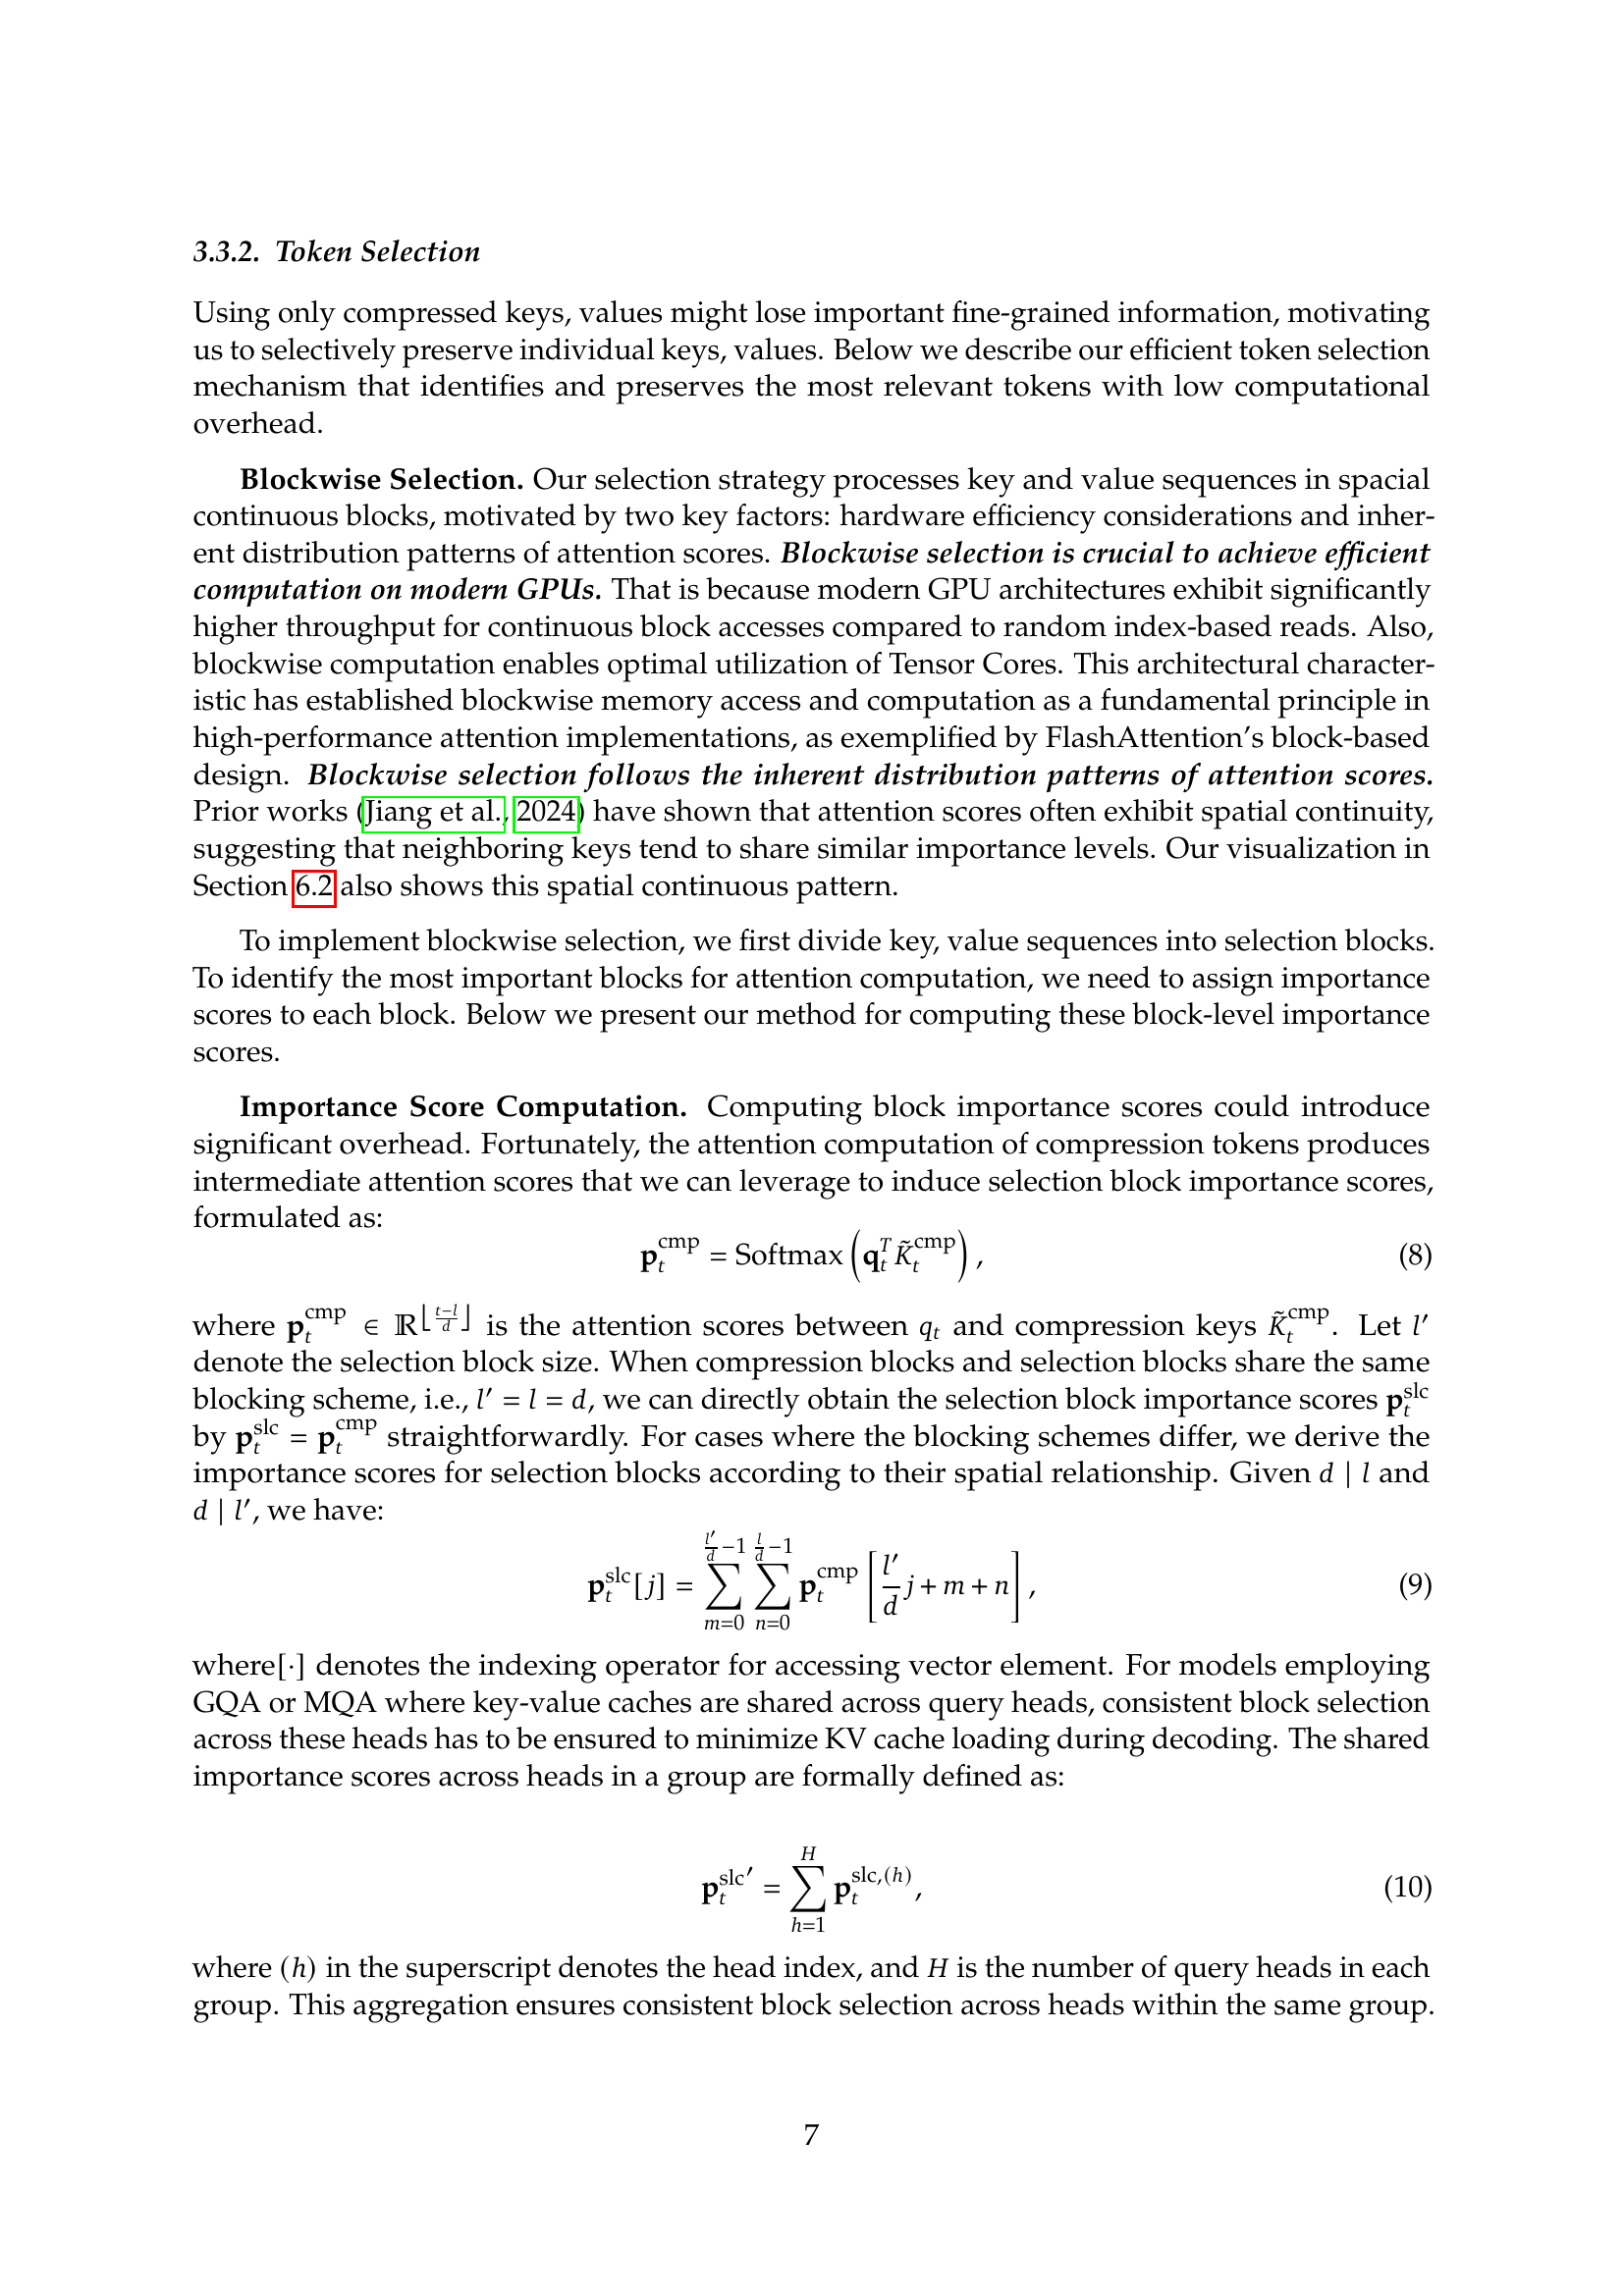 3.3.2. Token Selection
Using only compressed keys, values might lose important fine-grained information, motivating
us to selectively preserve individual keys, values. Below we describe our efficient token selection
mechanism that identifies and preserves the most relevant tokens with low computational
overhead.
Blockwise Selection. Our selection strategy processes key and value sequences in spacial
continuous blocks, motivated by two key factors: hardware efficiency considerations and inher-
ent distribution patterns of attention scores. Blockwise selection is crucial to achieve efficient
computation on modern GPUs. That is because modern GPU architectures exhibit significantly
higher throughput for continuous block accesses compared to random index-based reads. Also,
blockwise computation enables optimal utilization of Tensor Cores. This architectural character-
istic has established blockwise memory access and computation as a fundamental principle in
high-performance attention implementations, as exemplified by FlashAttention's block-based
design. Blockwise selection follows the inherent distribution patterns of attention scores.
Prior works (Jiang et al., 2024) have shown that attention scores often exhibit spatial continuity,
suggesting that neighboring keys tend to share similar importance levels. Our visualization in
Section 6.2 also shows this spatial continuous pattern.
To implement blockwise selection, we first divide key, value sequences into selection blocks.
To identify the most important blocks for attention computation, we need to assign importance
scores to each block. Below we present our method for computing these block-level importance
scores.
Importance Score Computation. Computing block importance scores could introduce
significant overhead. Fortunately, the attention computation of compression tokens produces
intermediate attention scores that we can leverage to induce selection block importance scores,
formulated as:
$\mathbf{p}_t^{\text{cmp}} = \text{Softmax}\left(\mathbf{q}_t^T \tilde{K}_t^{\text{cmp}}\right),$ (8)
where $\mathbf{p}_t^{\text{cmp}} \in \mathbb{R}^{\lfloor \frac{t-l}{d} \rfloor}$ is the attention scores between $q_t$ and compression keys $\tilde{K}_t^{\text{cmp}}$. Let $l'$
denote the selection block size. When compression blocks and selection blocks share the same
blocking scheme, i.e., $l' = l = d$, we can directly obtain the selection block importance scores $\mathbf{p}_t^{\text{slc}}$
by $\mathbf{p}_t^{\text{slc}} = \mathbf{p}_t^{\text{cmp}}$ straightforwardly. For cases where the blocking schemes differ, we derive the
importance scores for selection blocks according to their spatial relationship. Given $d \mid l$ and
$d \mid l'$, we have:
$\mathbf{p}_t^{\text{slc}}[j] = \sum_{m=0}^{\frac{l'}{d}-1} \sum_{n=0}^{\frac{l}{d}-1} \mathbf{p}_t^{\text{cmp}}\left[\frac{l'}{d}j + m + n\right],$ (9)
where[·] denotes the indexing operator for accessing vector element. For models employing
GQA or MQA where key-value caches are shared across query heads, consistent block selection
across these heads has to be ensured to minimize KV cache loading during decoding. The shared
importance scores across heads in a group are formally defined as:
$\mathbf{p}_t^{\text{slc}\,\prime} = \sum_{h=1}^{H} \mathbf{p}_t^{\text{slc},(h)},$ (10)
where $(h)$ in the superscript denotes the head index, and $H$ is the number of query heads in each
group. This aggregation ensures consistent block selection across heads within the same group.
7